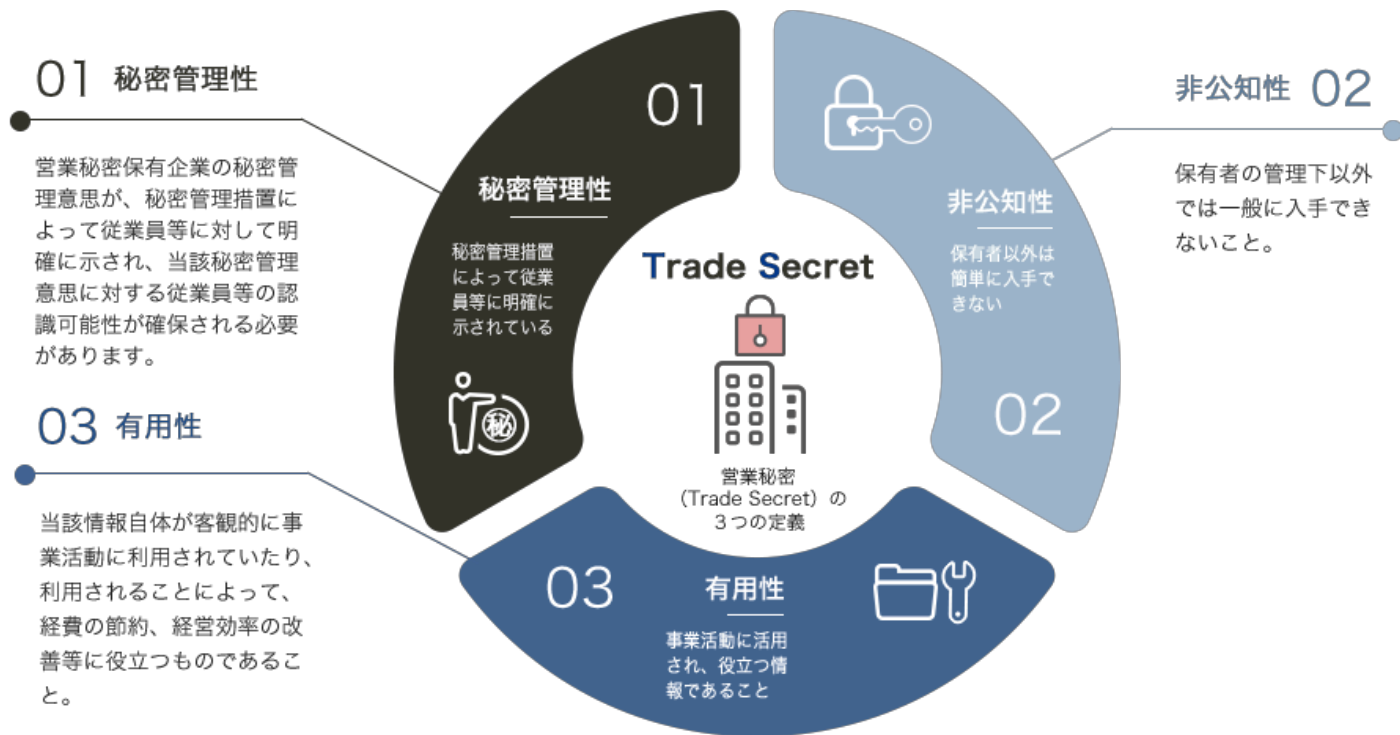 01 秘密管理性
営業秘密保有企業の秘密管
理意思が、秘密管理措置に
よって従業員等に対して明
確に示され、当該秘密管理
意思に対する従業員等の認
識可能性が確保される必要
があります。
03 有用性
当該情報自体が客観的に事
業活動に利用されていたり、
利用されることによって、
経費の節約、経営効率の改
善等に役立つものであるこ
と。
01
秘密管理性
秘密管理措置
によって従業
員等に明確に
示されている
秘
Trade Secret
営業秘密
（Trade Secret）の
３つの定義
非公知性
保有者以外は
簡単に入手で
きない
02
03
有用性
事業活動に活用
され、役立つ情
報であること
非公知性 02
保有者の管理下以外
では一般に入手でき
ないこと。